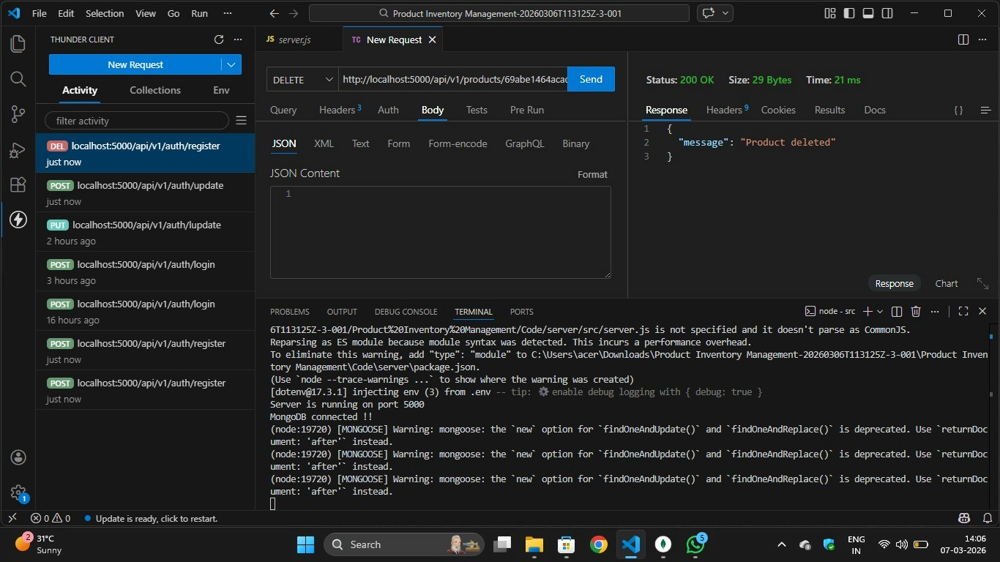 File Edit Selection View Go Run ···
Product Inventory Management-20260306T113125Z-3-001
THUNDER CLIENT
New Request
Activity Collections Env
filter activity
DEL localhost:5000/api/v1/auth/register
just now
POST localhost:5000/api/v1/auth/update
just now
PUT localhost:5000/api/v1/auth/lupdate
2 hours ago
POST localhost:5000/api/v1/auth/login
3 hours ago
POST localhost:5000/api/v1/auth/login
16 hours ago
POST localhost:5000/api/v1/auth/register
just now
POST localhost:5000/api/v1/auth/register
just now
JS server.js
TC New Request
DELETE http://localhost:5000/api/v1/products/69abe1464acac Send
Query Headers 3 Auth Body Tests Pre Run
JSON XML Text Form Form-encode GraphQL Binary
JSON Content Format
1
Status: 200 OK Size: 29 Bytes Time: 21 ms
Response Headers 9 Cookies Results Docs { }
1 {
2 "message": "Product deleted"
3 }
Response Chart
PROBLEMS OUTPUT DEBUG CONSOLE TERMINAL PORTS
node - src
6T113125Z-3-001/Product%20Inventory%20Management/Code/server/src/server.js is not specified and it doesn't parse as CommonJS.
Reparsing as ES module because module syntax was detected. This incurs a performance overhead.
To eliminate this warning, add "type": "module" to C:\Users\acer\Downloads\Product Inventory Management-20260306T113125Z-3-001\Product Inven
tory Management\Code\server\package.json.
(Use `node --trace-warnings ...` to show where the warning was created)
[dotenv@17.3.1] injecting env (3) from .env -- tip: ⚙️ enable debug logging with { debug: true }
Server is running on port 5000
MongoDB connected !!
(node:19720) [MONGOOSE] Warning: mongoose: the `new` option for `findOneAndUpdate()` and `findOneAndReplace()` is deprecated. Use `returnDoc
ument: 'after'` instead.
(node:19720) [MONGOOSE] Warning: mongoose: the `new` option for `findOneAndUpdate()` and `findOneAndReplace()` is deprecated. Use `returnDoc
ument: 'after'` instead.
(node:19720) [MONGOOSE] Warning: mongoose: the `new` option for `findOneAndUpdate()` and `findOneAndReplace()` is deprecated. Use `returnDoc
ument: 'after'` instead.
1
0 0 Update is ready, click to restart.
2 31°C
Sunny
Search
5
ENG
IN
14:06
07-03-2026